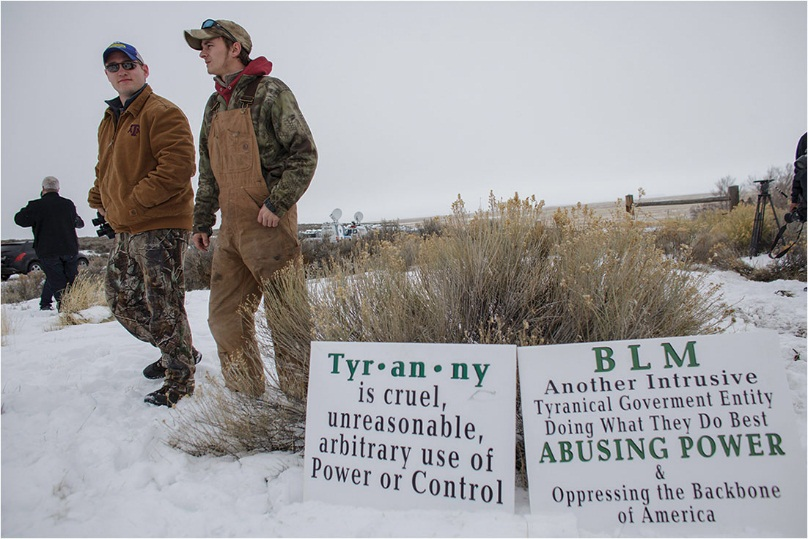 Tyr·an·ny
is cruel,
unreasonable,
arbitrary use of
Power or Control
BLM
Another Intrusive
Tyranical Goverment Entity
Doing What They Do Best
ABUSING POWER
&
Oppressing the Backbone
of America